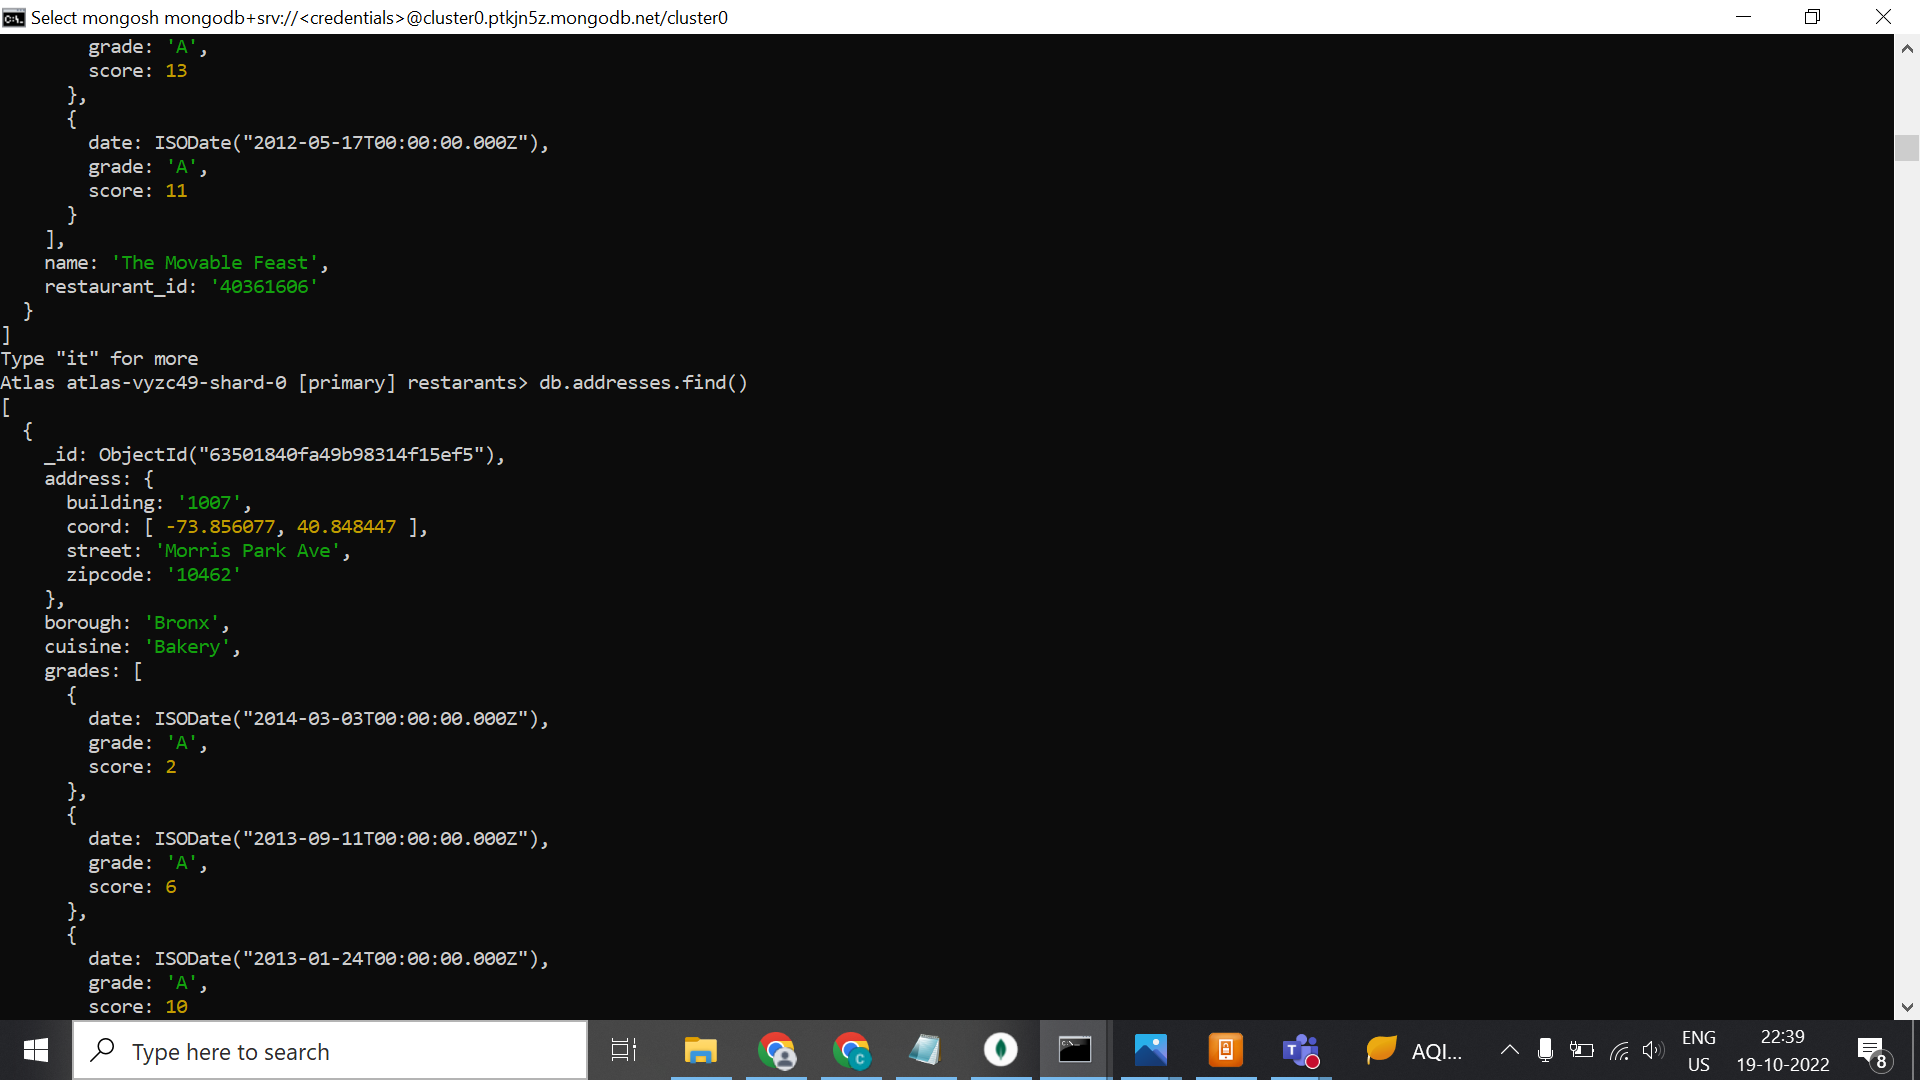 Select mongosh mongodb+srv://<credentials>@cluster0.ptkjn5z.mongodb.net/cluster0
grade: 'A',
score: 13
},
{
date: ISODate("2012-05-17T00:00:00.000Z"),
grade: 'A',
score: 11
}
],
name: 'The Movable Feast',
restaurant_id: '40361606'
}
]
Type "it" for more
Atlas atlas-vyzc49-shard-0 [primary] restarants> db.addresses.find()
[
{
_id: ObjectId("63501840fa49b98314f15ef5"),
address: {
building: '1007',
coord: [ -73.856077, 40.848447 ],
street: 'Morris Park Ave',
zipcode: '10462'
},
borough: 'Bronx',
cuisine: 'Bakery',
grades: [
{
date: ISODate("2014-03-03T00:00:00.000Z"),
grade: 'A',
score: 2
},
{
date: ISODate("2013-09-11T00:00:00.000Z"),
grade: 'A',
score: 6
},
{
date: ISODate("2013-01-24T00:00:00.000Z"),
grade: 'A',
score: 10
Type here to search
AQI...
ENG
US
22:39
19-10-2022
8